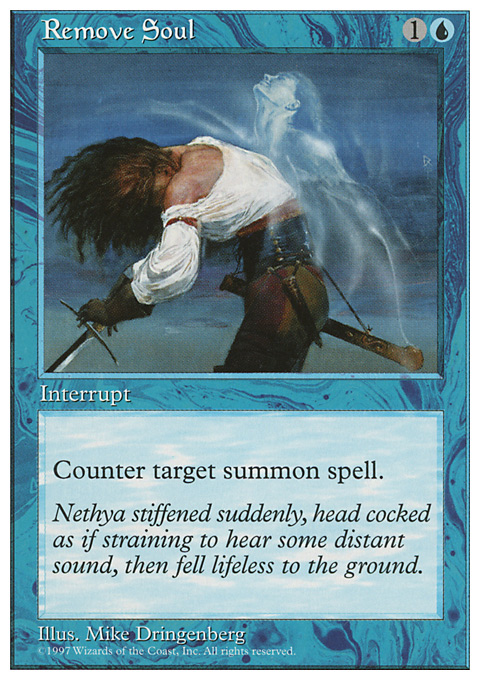 Remove Soul 1
Interrupt
Counter target summon spell.
Nethya stiffened suddenly, head cocked
as if straining to hear some distant
sound, then fell lifeless to the ground.
Illus. Mike Dringenberg
©1997 Wizards of the Coast, Inc. All rights reserved.